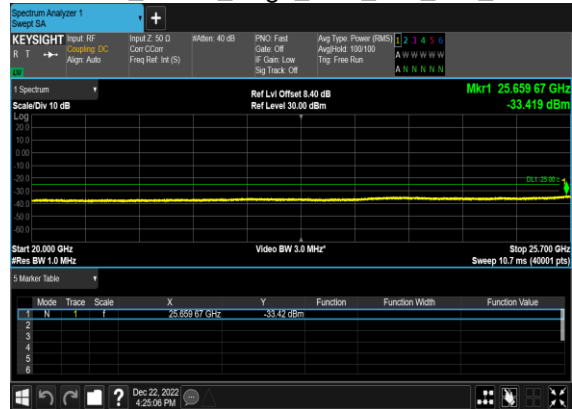 Spectrum Analyzer 1
Swept SA
+
KEYSIGHT Input: RF Input Z: 50 Ω #Atten: 40 dB PNO: Fast Avg Type: Power (RMS) 1 2 3 4 5 6
R T Coupling: DC Corr CCorr Gate: Off Avg|Hold: 100/100 A W W W W W
Align: Auto Freq Ref: Int (S) IF Gain: Low Trig: Free Run
Sig Track: Off A N N N N N
1 Spectrum Ref Lvl Offset 8.40 dB Mkr1 25.659 67 GHz
Scale/Div 10 dB Ref Level 30.00 dBm -33.419 dBm
Log
20.0
10.0
0.00
-10.0
-20.0
-30.0
-40.0
-50.0
-60.0
1
Start 20.000 GHz Video BW 3.0 MHz* Stop 25.700 GHz
#Res BW 1.0 MHz Sweep 10.7 ms (40001 pts)
5 Marker Table
Mode Trace Scale X Y Function Function Width Function Value
1 N 1 f 25.659 67 GHz -33.42 dBm
2
3
4
5
6
? Dec 22, 2022
4:25:06 PM